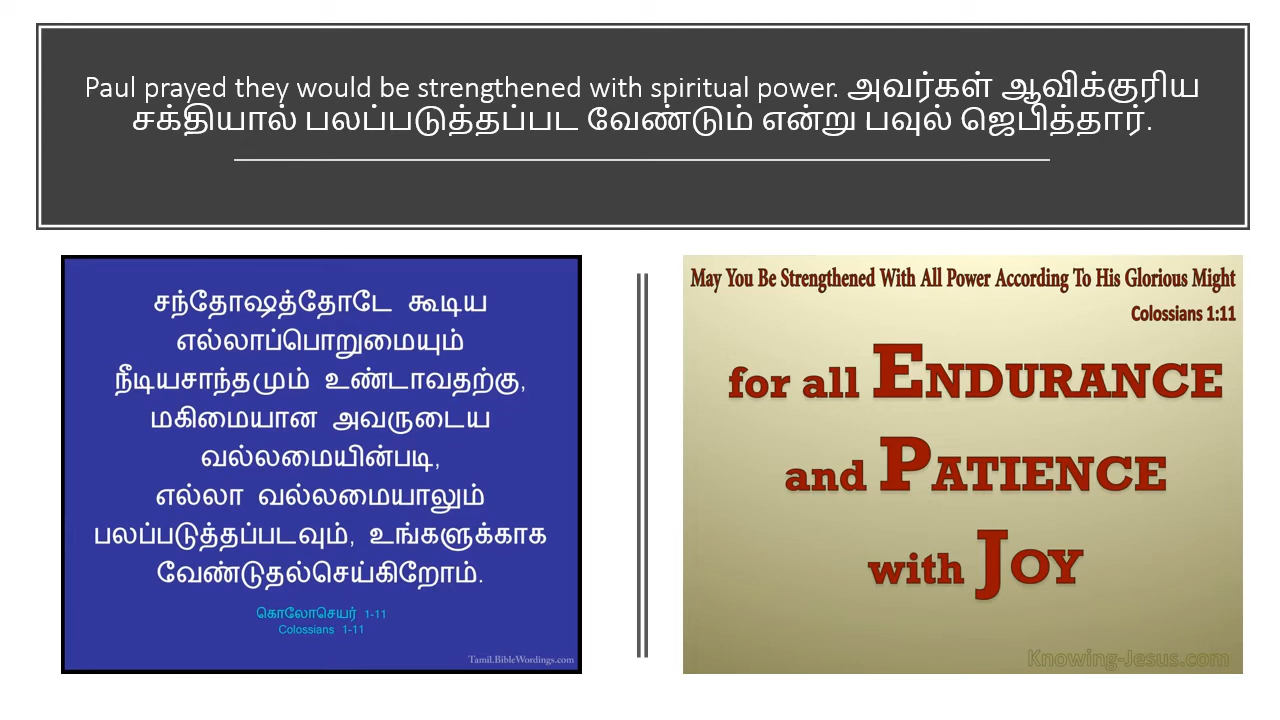 Paul prayed they would be strengthened with spiritual power. அவர்கள் ஆவிக்குரிய
சக்தியால் பலப்படுத்தப்பட வேண்டும் என்று பவுல் ஜெபித்தார்.
சந்தோஷத்தோடே கூடிய
எல்லாப்பொறுமையும்
நீடியசாந்தமும் உண்டாவதற்கு,
மகிமையான அவருடைய
வல்லமையின்படி,
எல்லா வல்லமையாலும்
பலப்படுத்தப்படவும், உங்களுக்காக
வேண்டுதல்செய்கிறோம்.
கொலோசெயர் 1-11
Colossians 1-11
Tamil.BibleWordings.com
May You Be Strengthened With All Power According To His Glorious Might
Colossians 1:11
for all ENDURANCE
and PATIENCE
with JOY
Knowing-Jesus.com